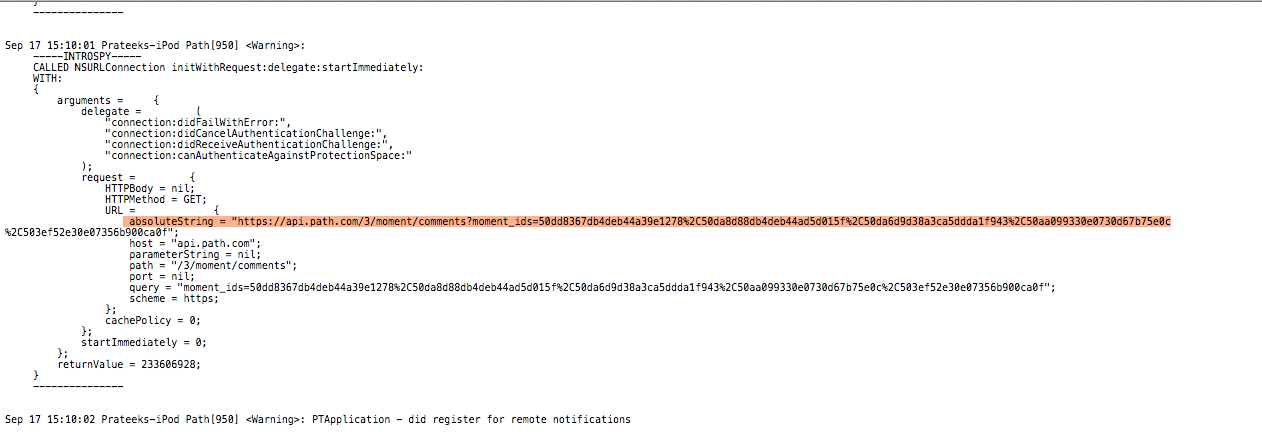 }
---------------
Sep 17 15:10:01 Prateeks-iPod Path[950] <Warning>:
-----INTROSPY-----
CALLED NSURLConnection initWithRequest:delegate:startImmediately:
WITH:
{
arguments =     {
delegate =         (
"connection:didFailWithError:",
"connection:didCancelAuthenticationChallenge:",
"connection:didReceiveAuthenticationChallenge:",
"connection:canAuthenticateAgainstProtectionSpace:"
);
request =         {
HTTPBody = nil;
HTTPMethod = GET;
URL =             {
absoluteString = "https://api.path.com/3/moment/comments?moment_ids=50dd8367db4deb44a39e1278%2C50da8d88db4deb44ad5d015f%2C50da6d9d38a3ca5ddda1f943%2C50aa099330e0730d67b75e0c
%2C503ef52e30e07356b900ca0f";
host = "api.path.com";
parameterString = nil;
path = "/3/moment/comments";
port = nil;
query = "moment_ids=50dd8367db4deb44a39e1278%2C50da8d88db4deb44ad5d015f%2C50da6d9d38a3ca5ddda1f943%2C50aa099330e0730d67b75e0c%2C503ef52e30e07356b900ca0f";
scheme = https;
};
cachePolicy = 0;
};
startImmediately = 0;
};
returnValue = 233606928;
}
---------------
Sep 17 15:10:02 Prateeks-iPod Path[950] <Warning>: PTApplication - did register for remote notifications